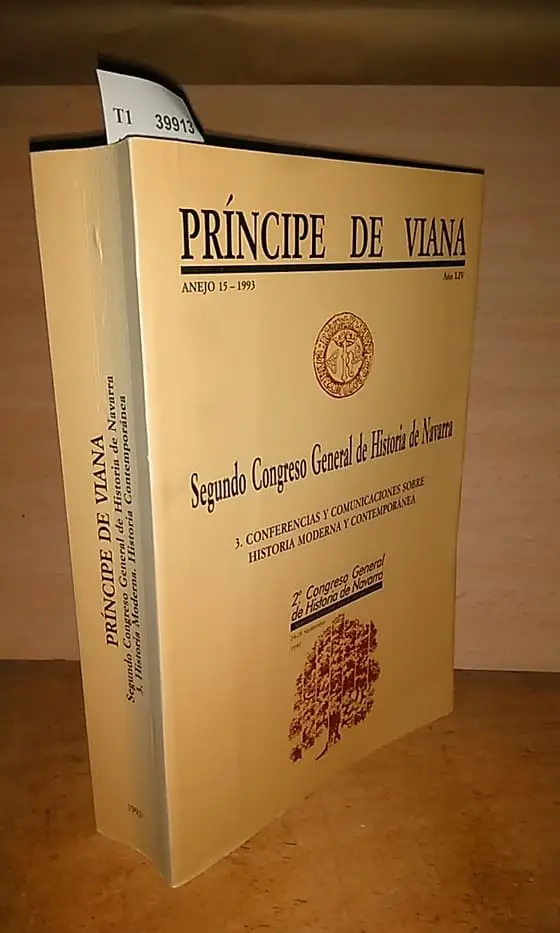 T1 39913
PRÍNCIPE DE VIANA
ANEJO 15 – 1993
Año LIV
Segundo Congreso General de Historia de Navarra
3. CONFERENCIAS Y COMUNICACIONES SOBRE
HISTORIA MODERNA Y CONTEMPORÁNEA
2º Congreso General
de Historia de Navarra
PRÍNCIPE DE VIANA
Segundo Congreso General de Historia de Navarra
3. Historia Moderna. Historia Contemporánea
1993